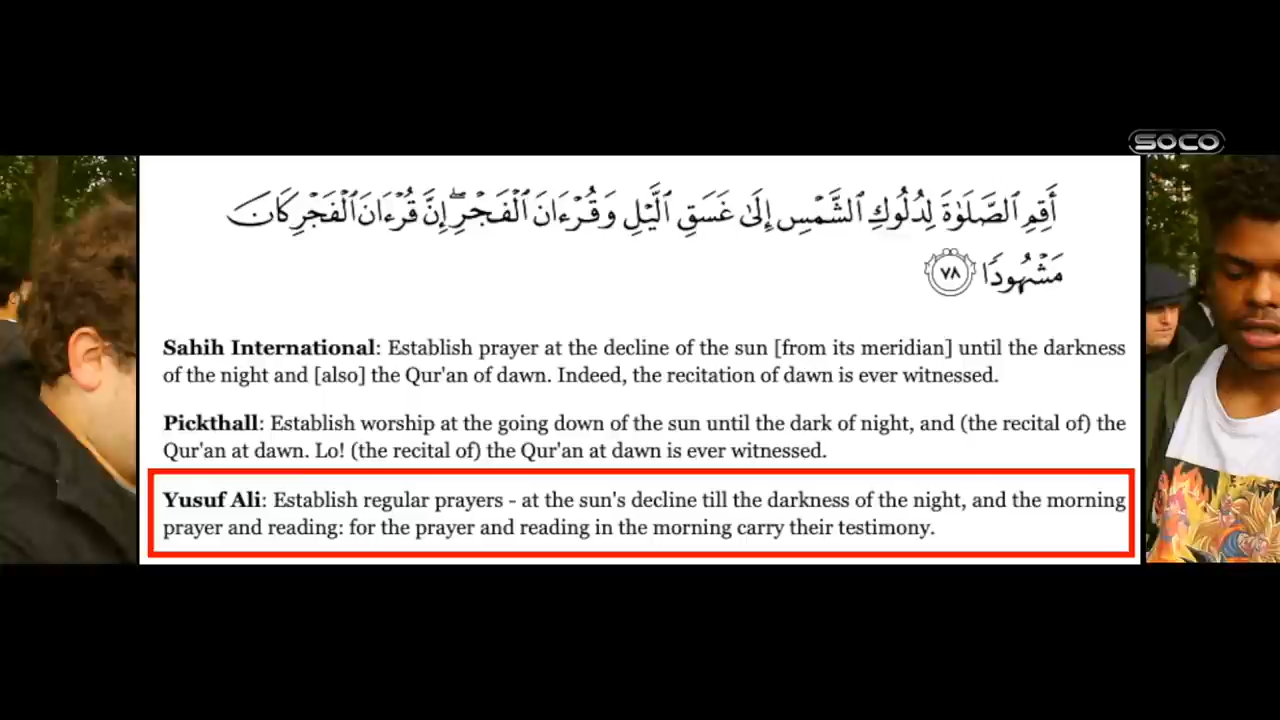 SOCO
أَقِمِ ٱلصَّلَوٰةَ لِدُلُوكِ ٱلشَّمْسِ إِلَىٰ غَسَقِ ٱلَّيْلِ وَقُرْءَانَ ٱلْفَجْرِ ۖ إِنَّ قُرْءَانَ ٱلْفَجْرِ كَانَ
مَشْهُودًا ٧٨
Sahih International: Establish prayer at the decline of the sun [from its meridian] until the darkness
of the night and [also] the Qur'an of dawn. Indeed, the recitation of dawn is ever witnessed.
Pickthall: Establish worship at the going down of the sun until the dark of night, and (the recital of) the
Qur'an at dawn. Lo! (the recital of) the Qur'an at dawn is ever witnessed.
Yusuf Ali: Establish regular prayers - at the sun's decline till the darkness of the night, and the morning
prayer and reading: for the prayer and reading in the morning carry their testimony.